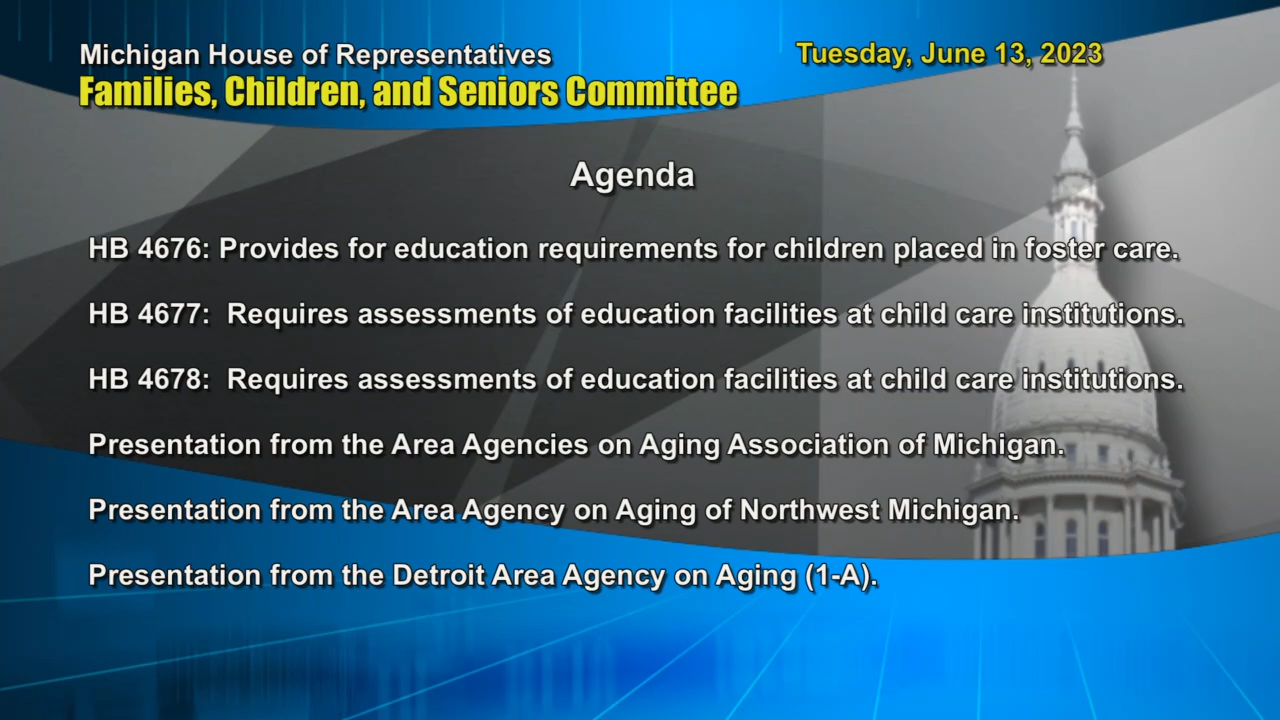 Michigan House of Representatives
Tuesday, June 13, 2023
Families, Children, and Seniors Committee
Agenda
HB 4676: Provides for education requirements for children placed in foster care.
HB 4677: Requires assessments of education facilities at child care institutions.
HB 4678: Requires assessments of education facilities at child care institutions.
Presentation from the Area Agencies on Aging Association of Michigan.
Presentation from the Area Agency on Aging of Northwest Michigan.
Presentation from the Detroit Area Agency on Aging (1-A).